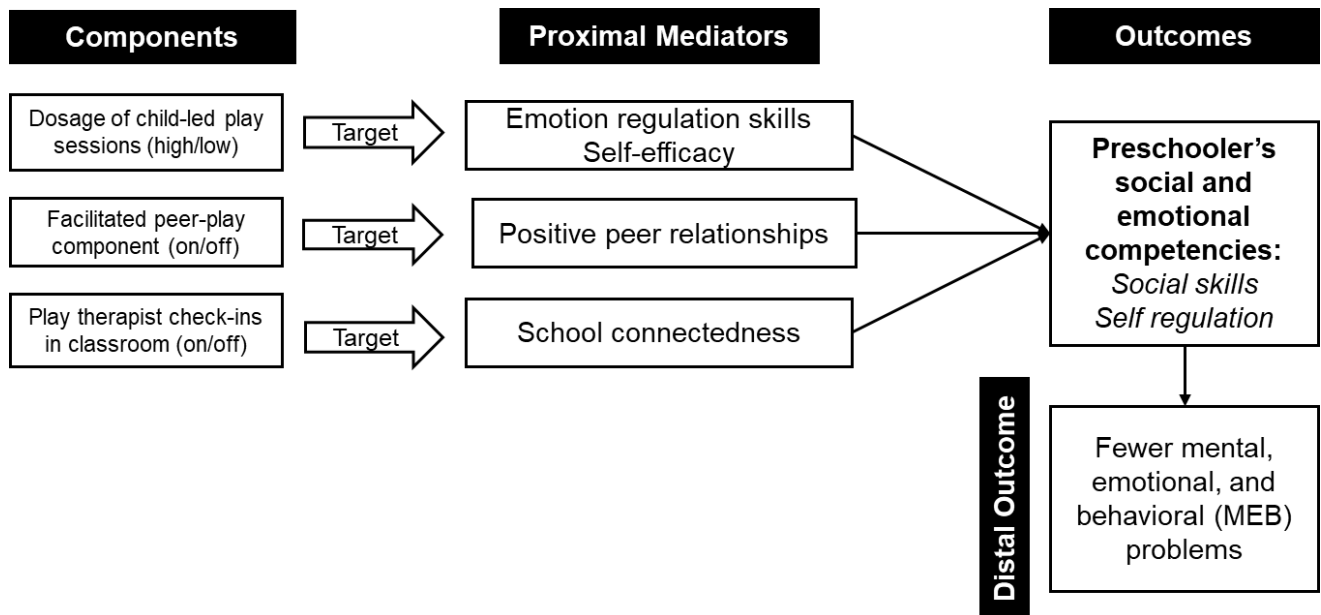 Components
Proximal Mediators
Outcomes
Dosage of child-led play
sessions (high/low)
Target
Emotion regulation skills
Self-efficacy
Facilitated peer-play
component (on/off)
Target
Positive peer relationships
Play therapist check-ins
in classroom (on/off)
Target
School connectedness
Preschooler’s
social and
emotional
competencies:
Social skills
Self regulation
Distal Outcome
Fewer mental,
emotional, and
behavioral (MEB)
problems